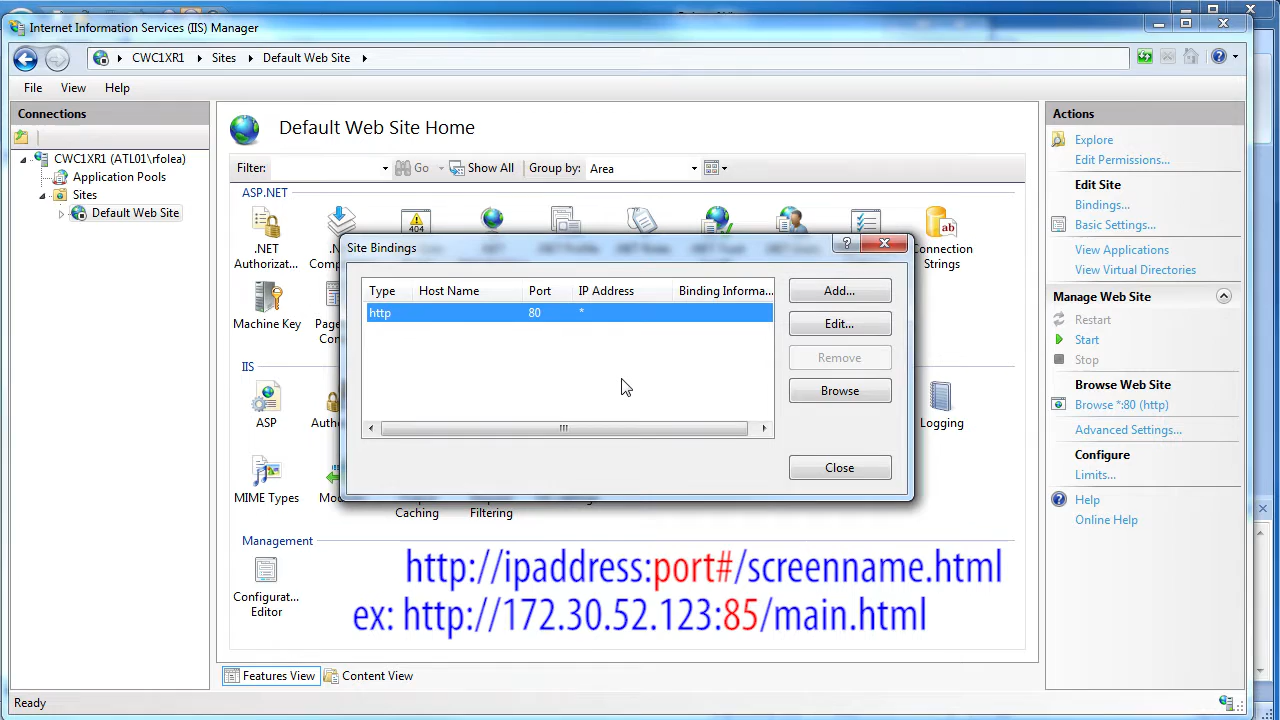 Internet Information Services (IIS) Manager
CWC1XR1 Sites Default Web Site
File View Help
Connections
CWC1XR1 (ATL01\rfolea)
Application Pools
Sites
Default Web Site
Default Web Site Home
Filter: Go Show All Group by: Area
ASP.NET
.NET
Authorizat...
404
Connection
Strings
Machine Key
Site Bindings
Type Host Name Port IP Address Binding Informa...
http 80 *
Add...
Edit...
Remove
Browse
Close
IIS
ASP
Logging
MIME Types
Caching
Filtering
Management
Configurat...
Editor
http://ipaddress:port#/screenname.html
ex: http://172.30.52.123:85/main.html
Features View Content View
Ready
Actions
Explore
Edit Permissions...
Edit Site
Bindings...
Basic Settings...
View Applications
View Virtual Directories
Manage Web Site
Restart
Start
Stop
Browse Web Site
Browse *:80 (http)
Advanced Settings...
Configure
Limits...
Help
Online Help